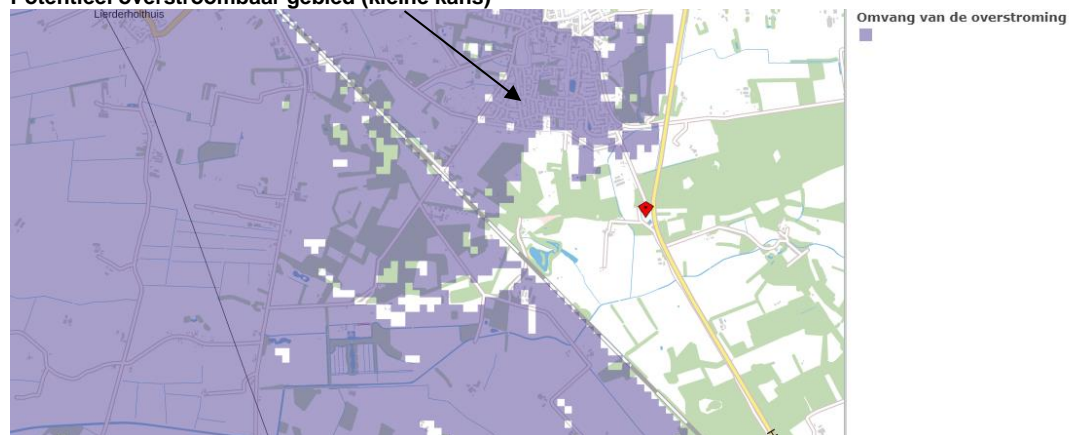 Potentieel overstroombaar gebied (kleine kans)
Lierderholthuis
Omvang van de overstroming